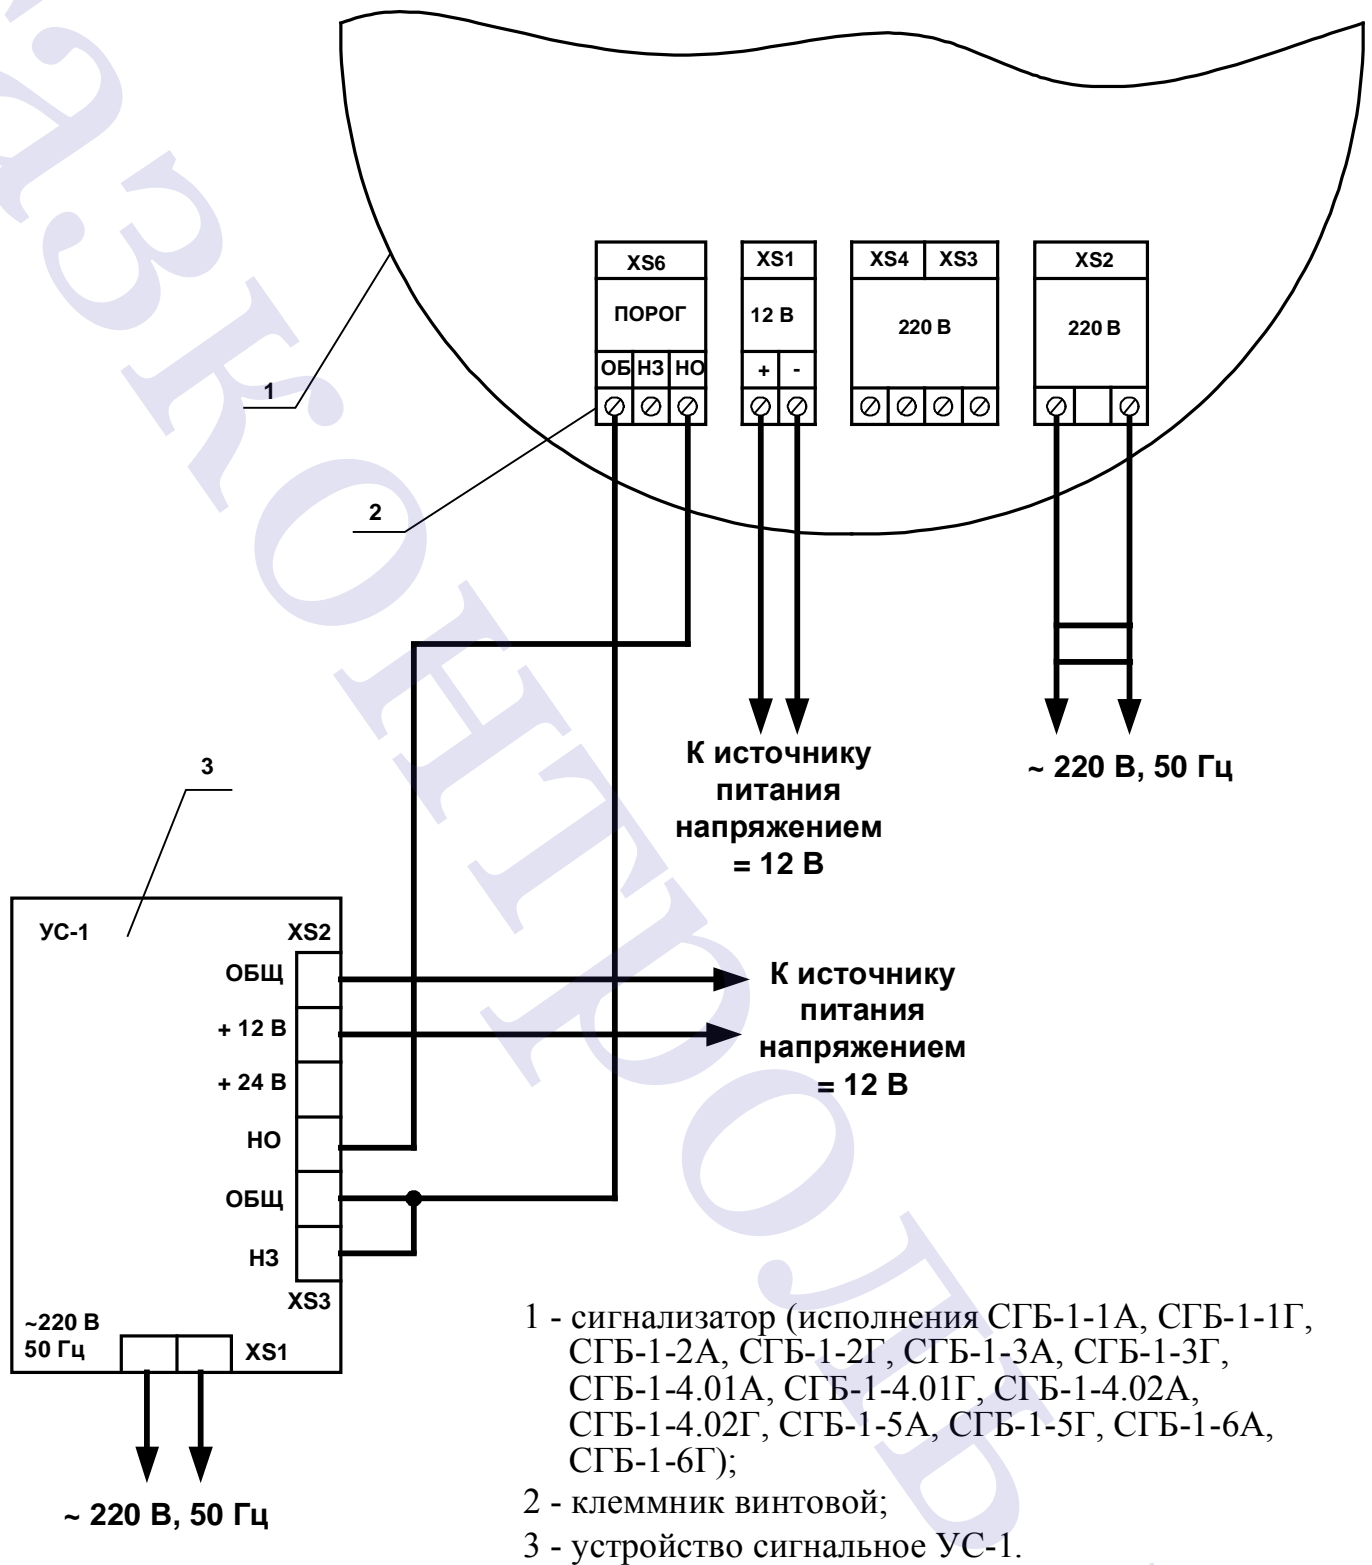 XS6 XS1 XS4 XS3 XS2
ПОРОГ 12 В 220 В 220 В
ОБ НЗ НО + -
1
2
К источнику
питания
напряжением
= 12 В
~ 220 В, 50 Гц
3
УС-1 XS2
ОБЩ
+ 12 В
+ 24 В
НО
ОБЩ
НЗ
XS3
К источнику
питания
напряжением
= 12 В
~220 В
50 Гц XS1
~ 220 В, 50 Гц
1 - сигнализатор (исполнения СГБ-1-1А, СГБ-1-1Г,
СГБ-1-2А, СГБ-1-2Г, СГБ-1-3А, СГБ-1-3Г,
СГБ-1-4.01А, СГБ-1-4.01Г, СГБ-1-4.02А,
СГБ-1-4.02Г, СГБ-1-5А, СГБ-1-5Г, СГБ-1-6А,
СГБ-1-6Г);
2 - клеммник винтовой;
3 - устройство сигнальное УС-1.
азконтроль